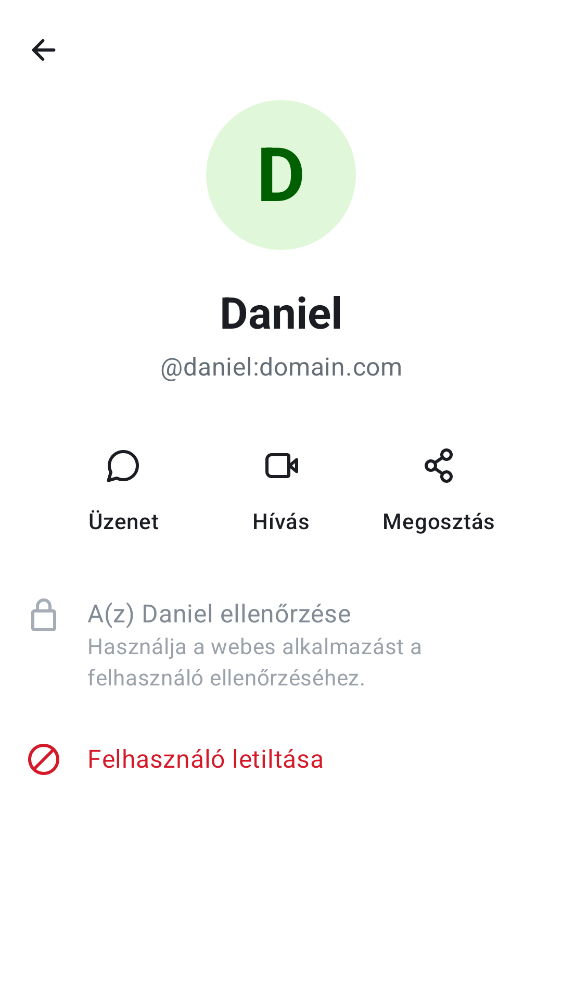 D
Daniel
@daniel:domain.com
Üzenet
Hívás
Megosztás
A(z) Daniel ellenőrzése
Használja a webes alkalmazást a
felhasználó ellenőrzéséhez.
Felhasználó letiltása